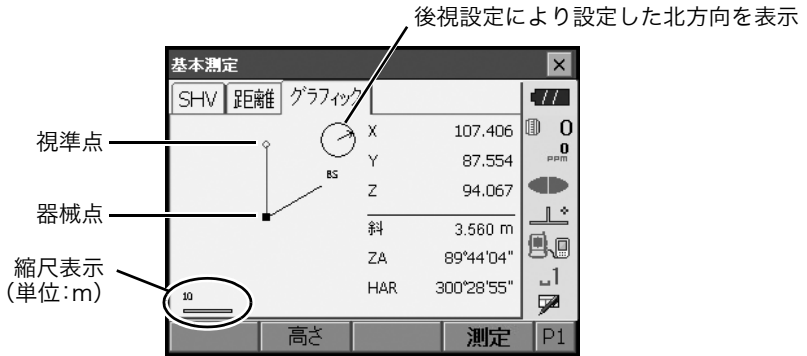 後視設定により設定した北方向を表示
基本測定
×
SHV 距離 グラフィック
視準点
器械点
縮尺表示
（単位：m）
BS
10
X 107.406
Y 87.554
Z 94.067
斜 3.560 m
ZA 89°44'04"
HAR 300°28'55"
0
0
PPM
1
高さ 測定 P1